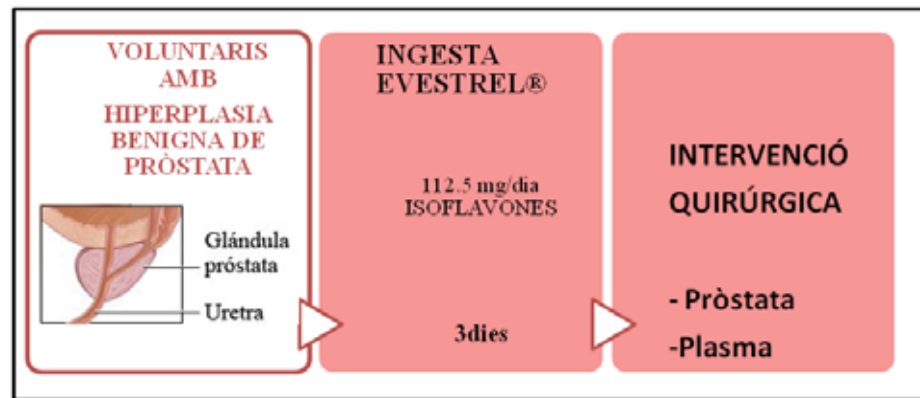 VOLUNTARIS
AMB
HIPERPLASIA
BENIGNA DE
PRÒSTATA
Glándula
próstata
Uretra
INGESTA
EVESTREL®
112.5 mg/dia
ISOFLAVONES
3dies
INTERVENCIÓ
QUIRÚRGICA
- Pròstata
-Plasma